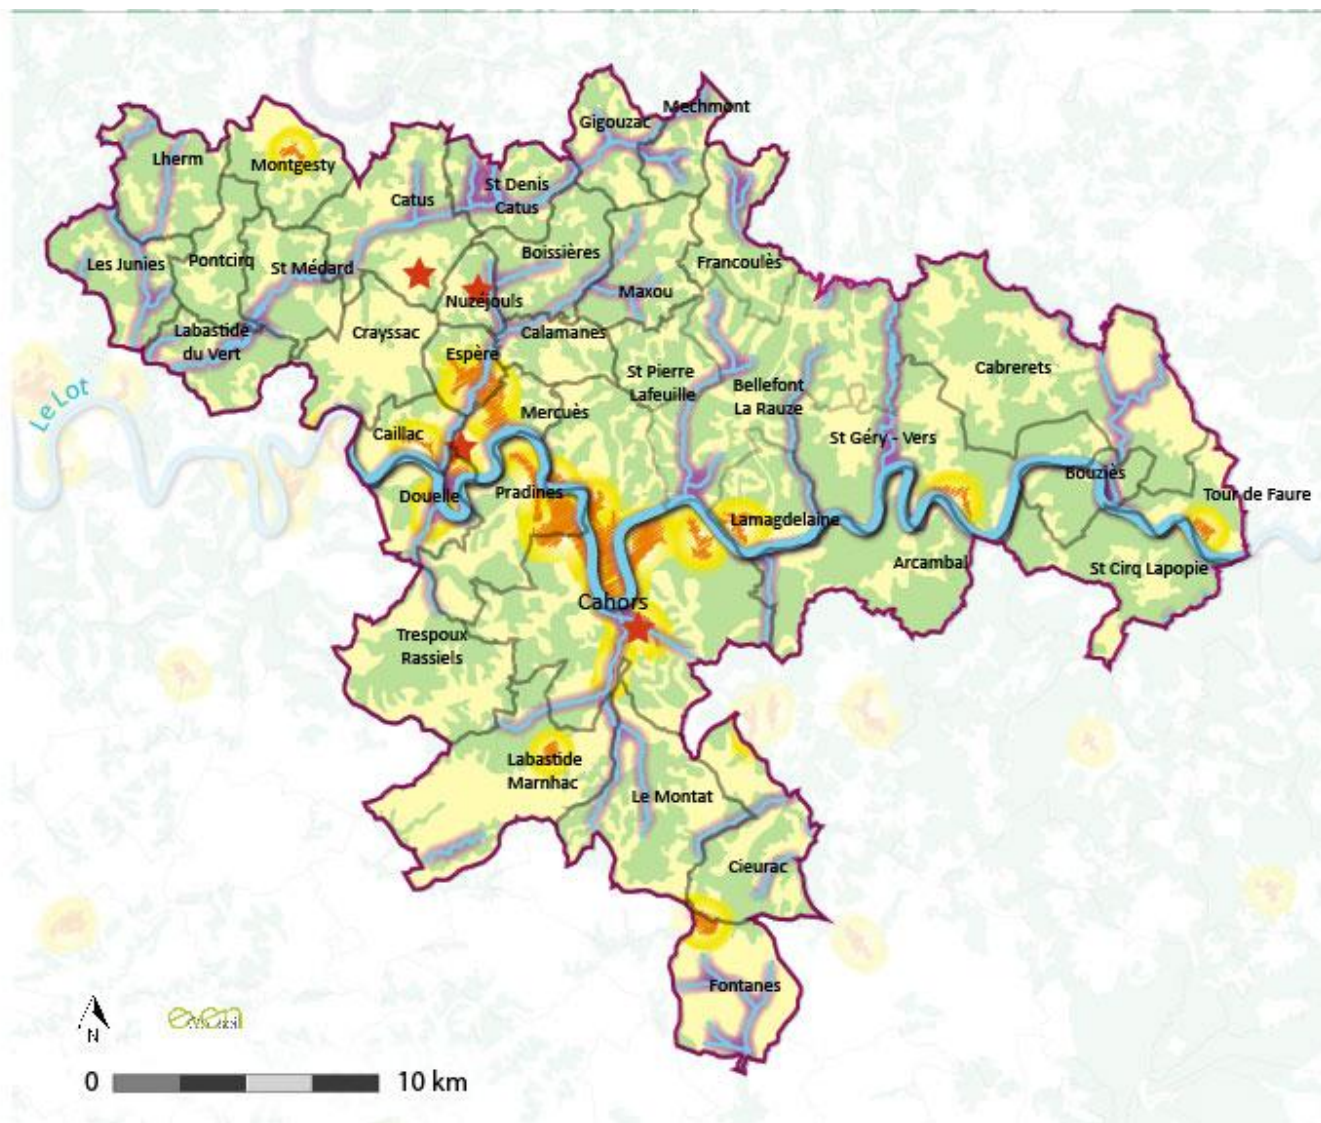 Mechmont
Gigouzac
Lherm
Montgesty
St Denis
Catus
Catus
Boissières
Les Junies
Pontcirq
St Médard
Francoulès
Maxou
Nuzéjouls
Labastide
du Vert
Crayssac
Calamanes
Espère
St Pierre
Lafeuille
Cabrerets
Bellefont
La Rauze
Le Lot
Mercuès
Caillac
St Géry - Vers
Bouziès
Douelle
Pradines
Tour de Faure
Lamagdelaine
Arcambal
St Cirq Lapopie
Cahors
Trespoux
Rassiels
Labastide
Marnhac
Le Montat
Cieurac
Fontanes
even
N
0
10 km